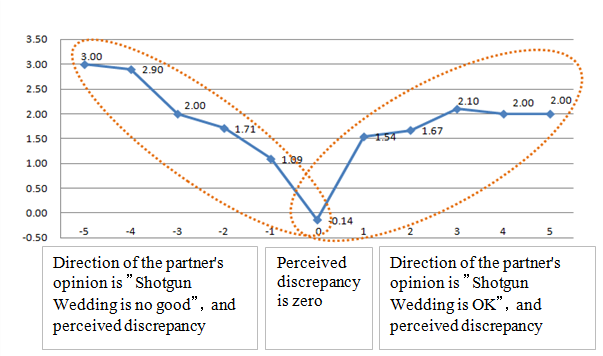 3.50
3.00
2.50
2.00
1.50
1.00
0.50
0.00
-0.50
3.00
2.90
2.00
1.71
1.09
-0.14
1.54
1.67
2.10
2.00
2.00
-5 -4 -3 -2 -1 0 1 2 3 4 5
Direction of the partner's
opinion is ”Shotgun
Wedding is no good”, and
perceived discrepancy
Perceived
discrepancy
is zero
Direction of the partner's
opinion is ”Shotgun
Wedding is OK”, and
perceived discrepancy